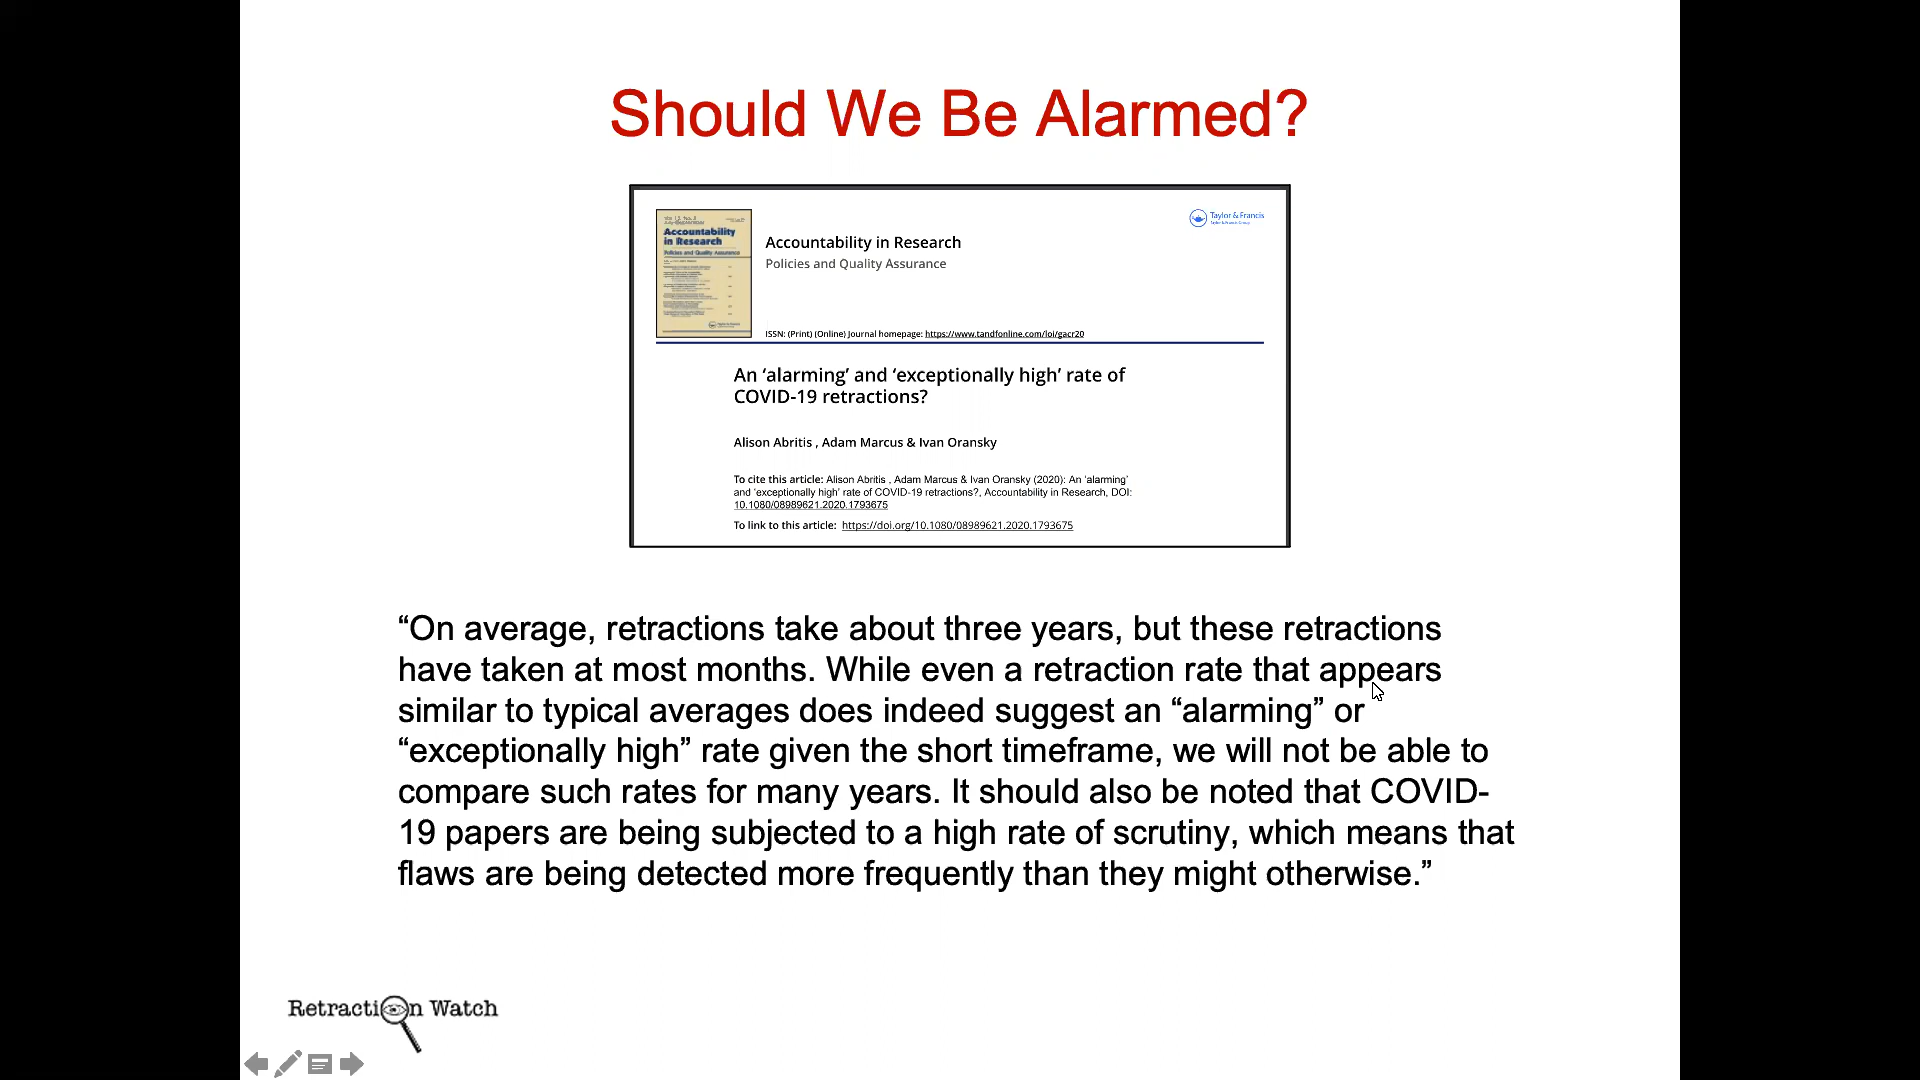 Should We Be Alarmed?
Accountability
in Research
Policies and Quality Assurance
Taylor & Francis
Taylor & Francis Group
Accountability in Research
Policies and Quality Assurance
ISSN: (Print) (Online) Journal homepage: https://www.tandfonline.com/loi/gacr20
An ‘alarming’ and ‘exceptionally high’ rate of
COVID-19 retractions?
Alison Abritis , Adam Marcus & Ivan Oransky
To cite this article: Alison Abritis , Adam Marcus & Ivan Oransky (2020): An ‘alarming’
and ‘exceptionally high’ rate of COVID-19 retractions?, Accountability in Research, DOI:
10.1080/08989621.2020.1793675
To link to this article: https://doi.org/10.1080/08989621.2020.1793675
“On average, retractions take about three years, but these retractions
have taken at most months. While even a retraction rate that appears
similar to typical averages does indeed suggest an “alarming” or
“exceptionally high” rate given the short timeframe, we will not be able to
compare such rates for many years. It should also be noted that COVID-
19 papers are being subjected to a high rate of scrutiny, which means that
flaws are being detected more frequently than they might otherwise.”
Retraction Watch